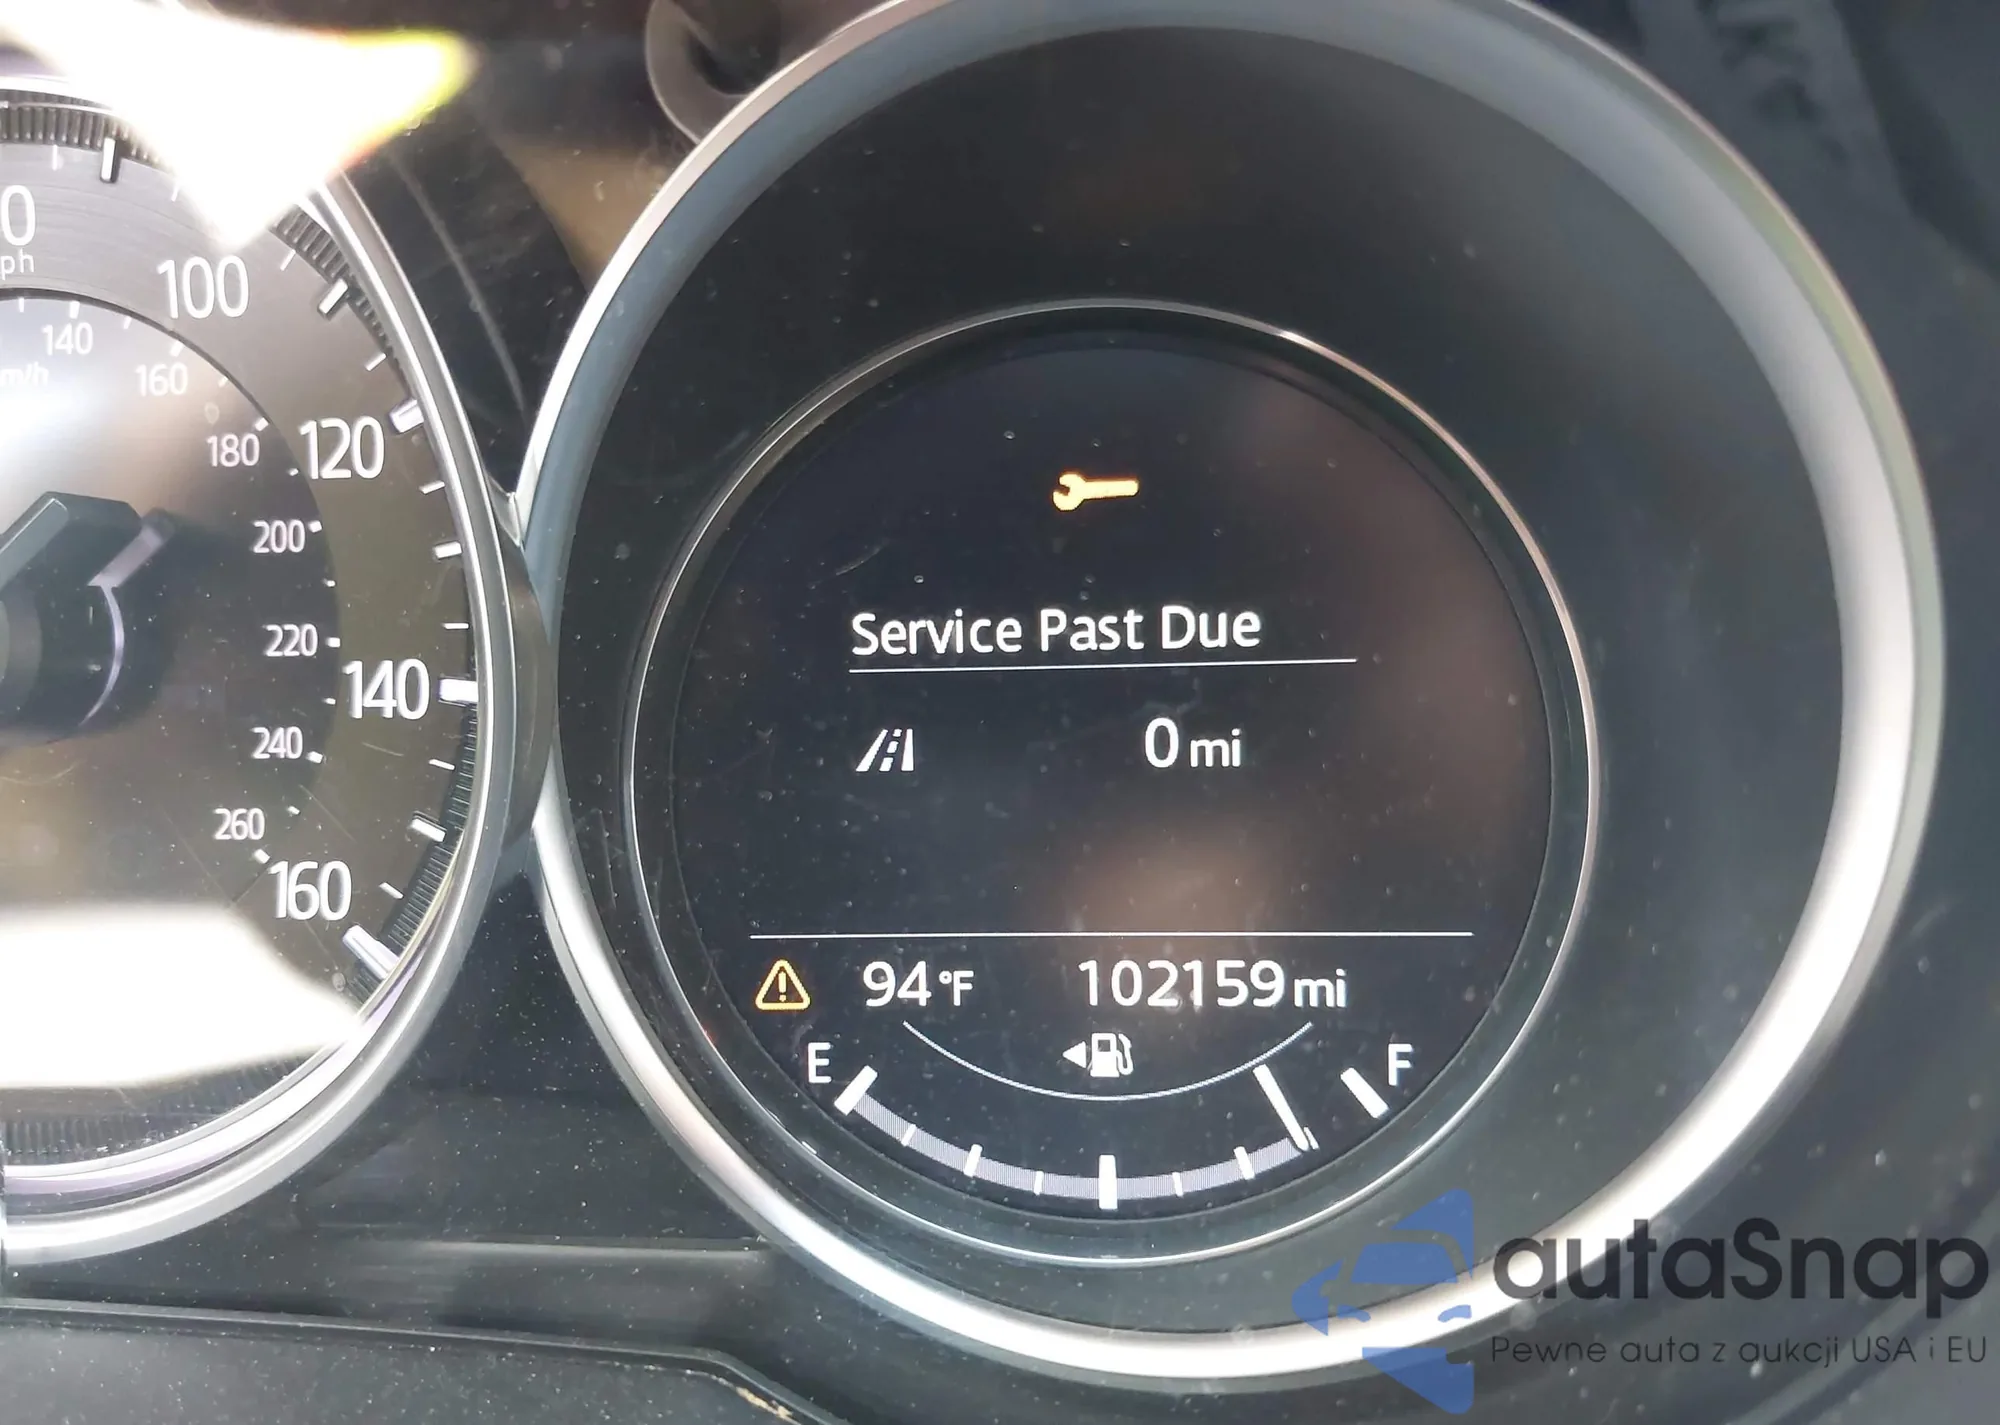 100
140
160
120
180
200
220
140
240
260
160
Service Past Due
0 mi
94 °F 102159 mi
E F
autaSnap
Pewne auta z aukcji USA i EU